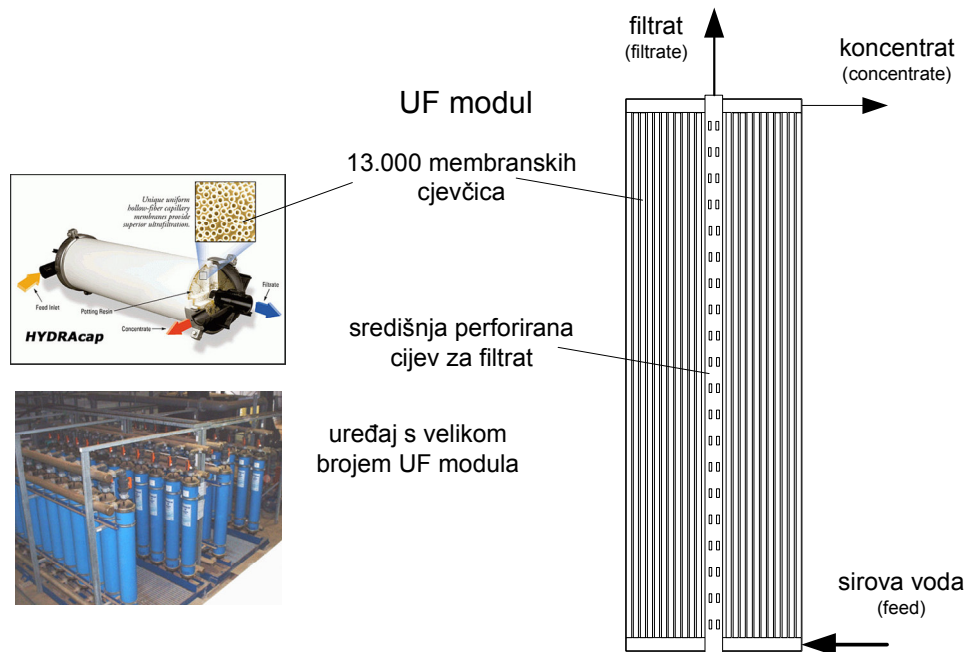 filtrat
(filtrate)
koncentrat
(concentrate)
UF modul
13.000 membranskih
cjevčica
Unique uniform
hollow-fiber capillary
membranes provide
superior ultrafiltration.
Feed Inlet
Potting Resin
Concentrate
Filtrate
HYDRAcap
središnja perforirana
cijev za filtrat
uređaj s velikom
brojem UF modula
sirova voda
(feed)